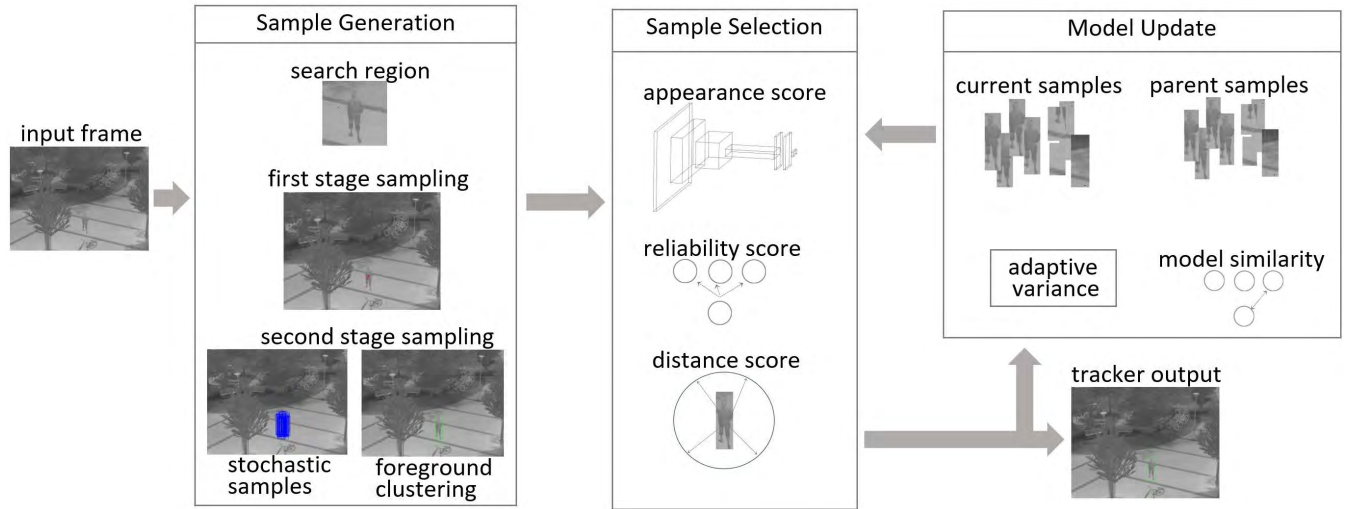 input frame
Sample Generation
search region
first stage sampling
second stage sampling
stochastic
samples
foreground
clustering
Sample Selection
appearance score
reliability score
distance score
Model Update
current samples
parent samples
adaptive
variance
model similarity
tracker output